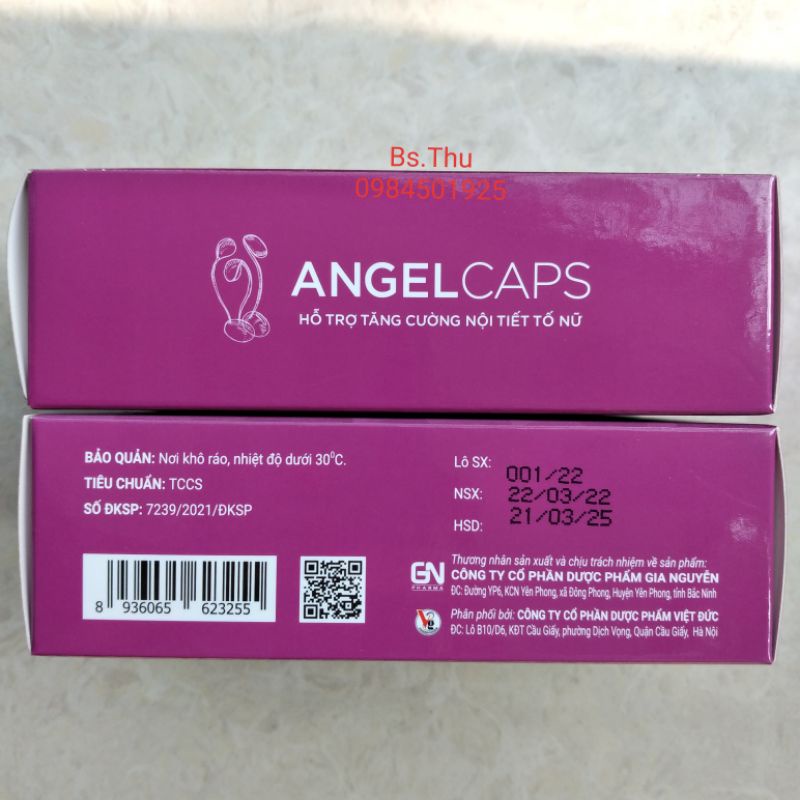 Bs.Thu
0984501925
ANGELCAPS
HỖ TRỢ TĂNG CƯỜNG NỘI TIẾT TỐ NỮ
BẢO QUẢN: Nơi khô ráo, nhiệt độ dưới 30⁰C.
TIÊU CHUẨN: TCCS
SỐ ĐKSP: 7239/2021/ĐKSP
Lô SX: 001/22
NSX: 22/03/22
HSD: 21/03/25
8 936065 623255
Thương nhân sản xuất và chịu trách nhiệm về sản phẩm:
GN PHARMA
CÔNG TY CỔ PHẦN DƯỢC PHẨM GIA NGUYỄN
ĐC: Đường YP6, KCN Yên Phong, xã Đông Phong, Huyện Yên Phong, tỉnh Bắc Ninh
Phân phối bởi: CÔNG TY CỔ PHẦN DƯỢC PHẨM VIỆT ĐỨC
ĐC: Lô B10/D6, KĐT Cầu Giấy, phường Dịch Vọng, Quận Cầu Giấy, Hà Nội